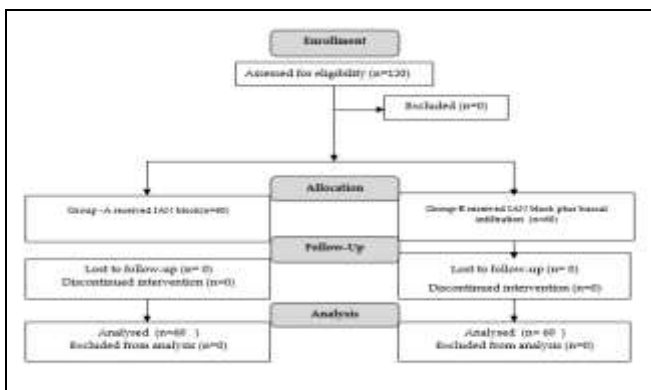 Enrollment
Assessed for eligibility (n=120)
Excluded (n=0)
Allocation
Group -A received IAN block(n=60)
Group-B received IAN block plus buccal
infiltration (n=60)
Follow-Up
Lost to follow-up (n= 0)
Discontinued intervention (n=0)
Lost to follow-up (n= 0)
Discontinued intervention (n=0)
Analysis
Analysed (n=60 )
Excluded from analysis (n=0)
Analysed (n= 60 )
Excluded from analysis (n=0)